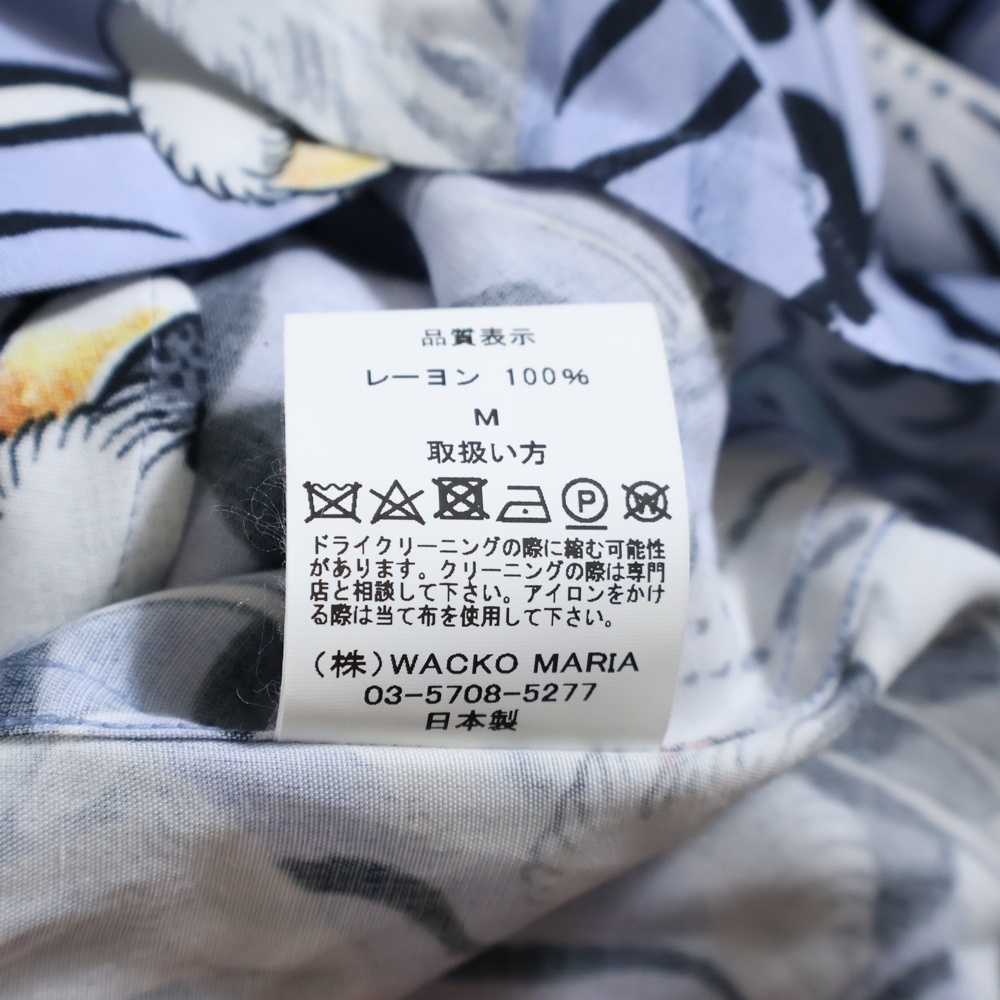 品質表示
レーヨン 100%
M
取扱い方
P W
ドライクリーニングの際に縮む可能性
があります。クリーニングの際は専門
店と相談して下さい。アイロンをかけ
る際は当て布を使用して下さい。
(株)WACKO MARIA
03-5708-5277
日本製